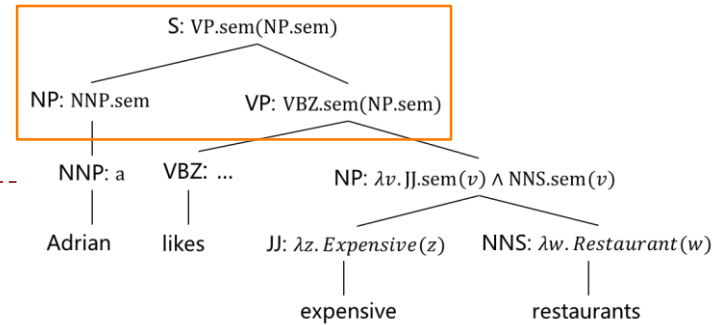 S: VP.sem(NP.sem)
NP: NNP.sem VP: VBZ.sem(NP.sem)
NNP: a VBZ: ... NP: λv.JJ.sem(v) ∧ NNS.sem(v)
Adrian likes JJ: λz.Expensive(z) NNS: λw.Restaurant(w)
expensive restaurants